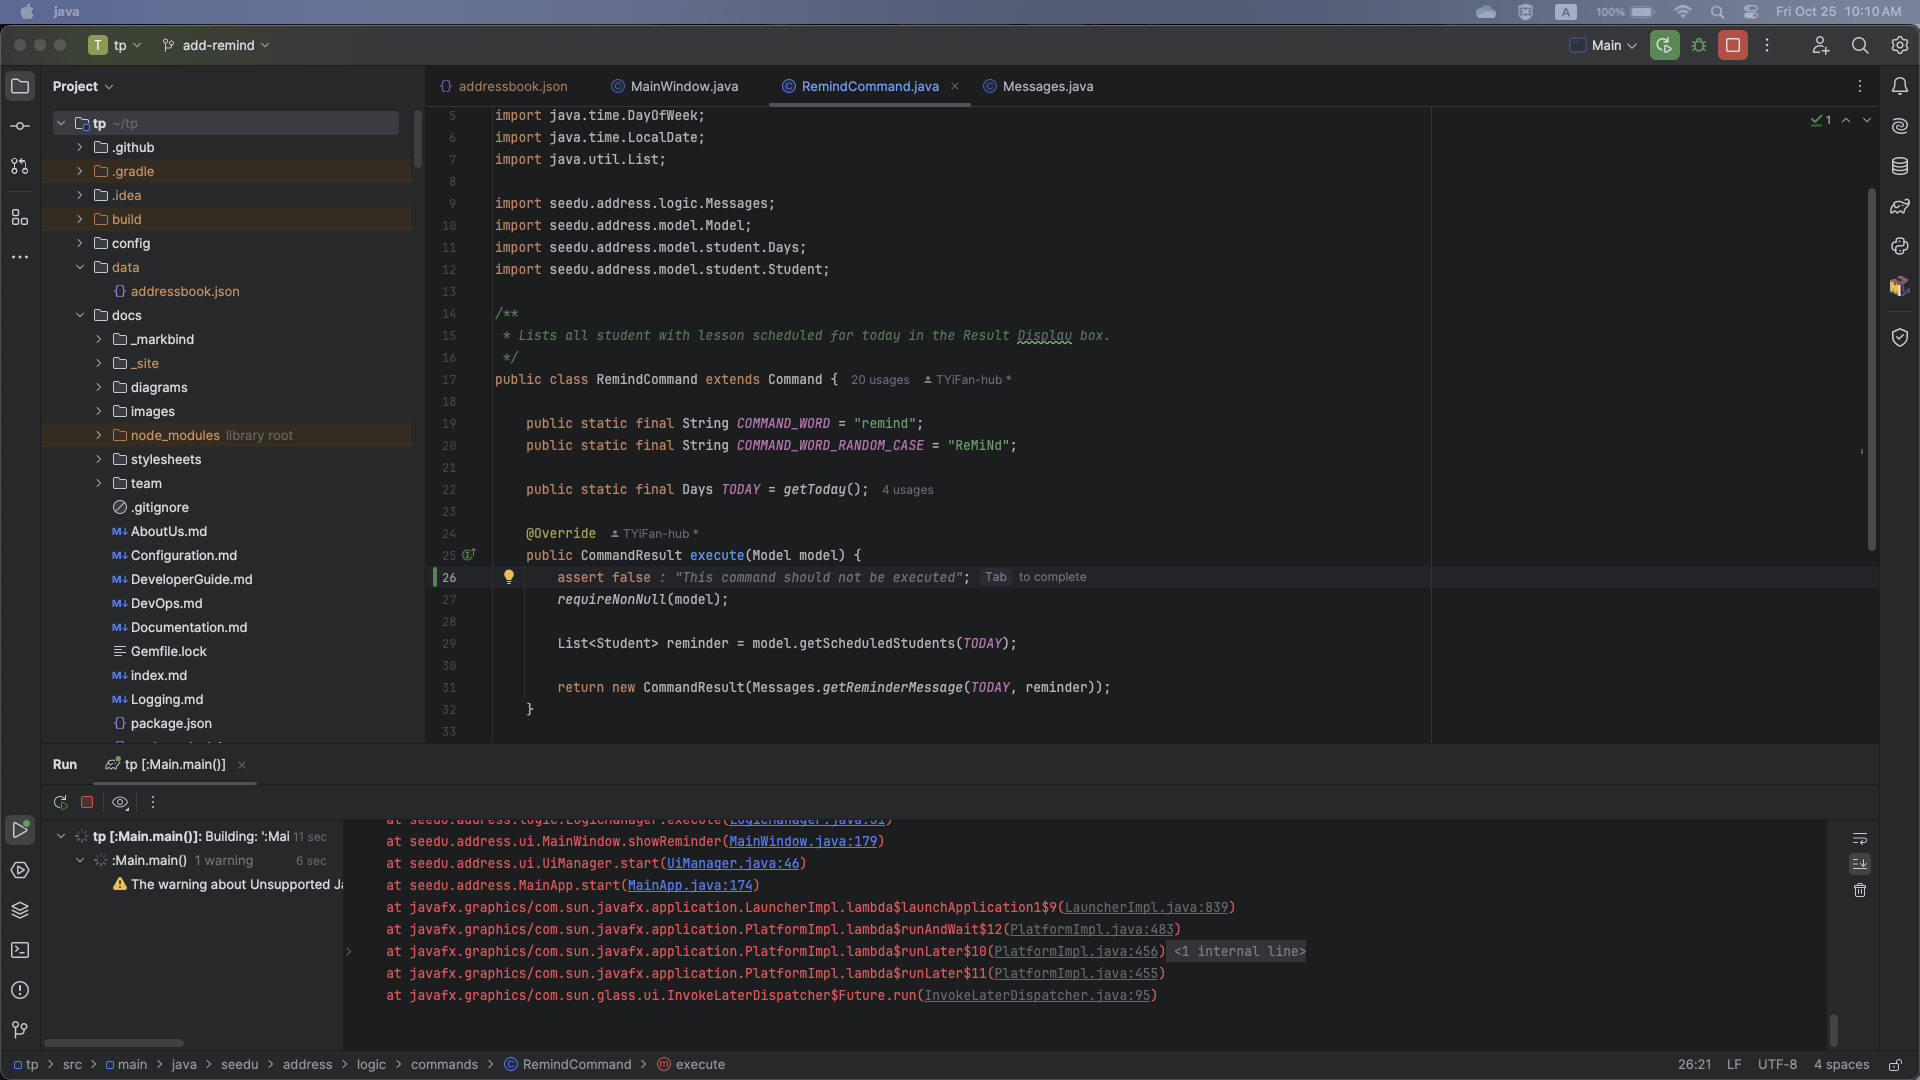 java
A
100%
Fri Oct 25 10:10 AM
T
tp
add-remind
Main
Project
addressbook.json
MainWindow.java
RemindCommand.java
Messages.java
tp ~/tp
.github
.gradle
.idea
build
config
data
addressbook.json
docs
_markbind
_site
diagrams
images
node_modules library root
stylesheets
team
.gitignore
M↓ AboutUs.md
M↓ Configuration.md
M↓ DeveloperGuide.md
M↓ DevOps.md
M↓ Documentation.md
Gemfile.lock
M↓ index.md
M↓ Logging.md
package.json
1
5 import java.time.DayOfWeek;
6 import java.time.LocalDate;
7 import java.util.List;
8
9 import seedu.address.logic.Messages;
10 import seedu.address.model.Model;
11 import seedu.address.model.student.Days;
12 import seedu.address.model.student.Student;
13
14 /**
15 * Lists all student with lesson scheduled for today in the Result Display box.
16 */
17 public class RemindCommand extends Command { 20 usages TYiFan-hub *
18
19 public static final String COMMAND_WORD = "remind";
20 public static final String COMMAND_WORD_RANDOM_CASE = "ReMiNd";
21
22 public static final Days TODAY = getToday(); 4 usages
23
24 @Override TYiFan-hub *
25 public CommandResult execute(Model model) {
26 assert false : "This command should not be executed"; Tab to complete
27 requireNonNull(model);
28
29 List<Student> reminder = model.getScheduledStudents(TODAY);
30
31 return new CommandResult(Messages.getReminderMessage(TODAY, reminder));
32 }
33
Run
tp [:Main.main()]
tp [:Main.main()]: Building: ':Mai 11 sec
:Main.main() 1 warning 6 sec
The warning about Unsupported Ja
at seedu.address.logic.LogicManager.execute(LogicManager.java:51)
at seedu.address.ui.MainWindow.showReminder(MainWindow.java:179)
at seedu.address.ui.UiManager.start(UiManager.java:46)
at seedu.address.MainApp.start(MainApp.java:174)
at javafx.graphics/com.sun.javafx.application.LauncherImpl.lambda$launchApplication1$9(LauncherImpl.java:839)
at javafx.graphics/com.sun.javafx.application.PlatformImpl.lambda$runAndWait$12(PlatformImpl.java:483)
at javafx.graphics/com.sun.javafx.application.PlatformImpl.lambda$runLater$10(PlatformImpl.java:456) <1 internal line>
at javafx.graphics/com.sun.javafx.application.PlatformImpl.lambda$runLater$11(PlatformImpl.java:455)
at javafx.graphics/com.sun.glass.ui.InvokeLaterDispatcher$Future.run(InvokeLaterDispatcher.java:95)
tp > src > main > java > seedu > address > logic > commands > RemindCommand > execute
26:21 LF UTF-8 4 spaces